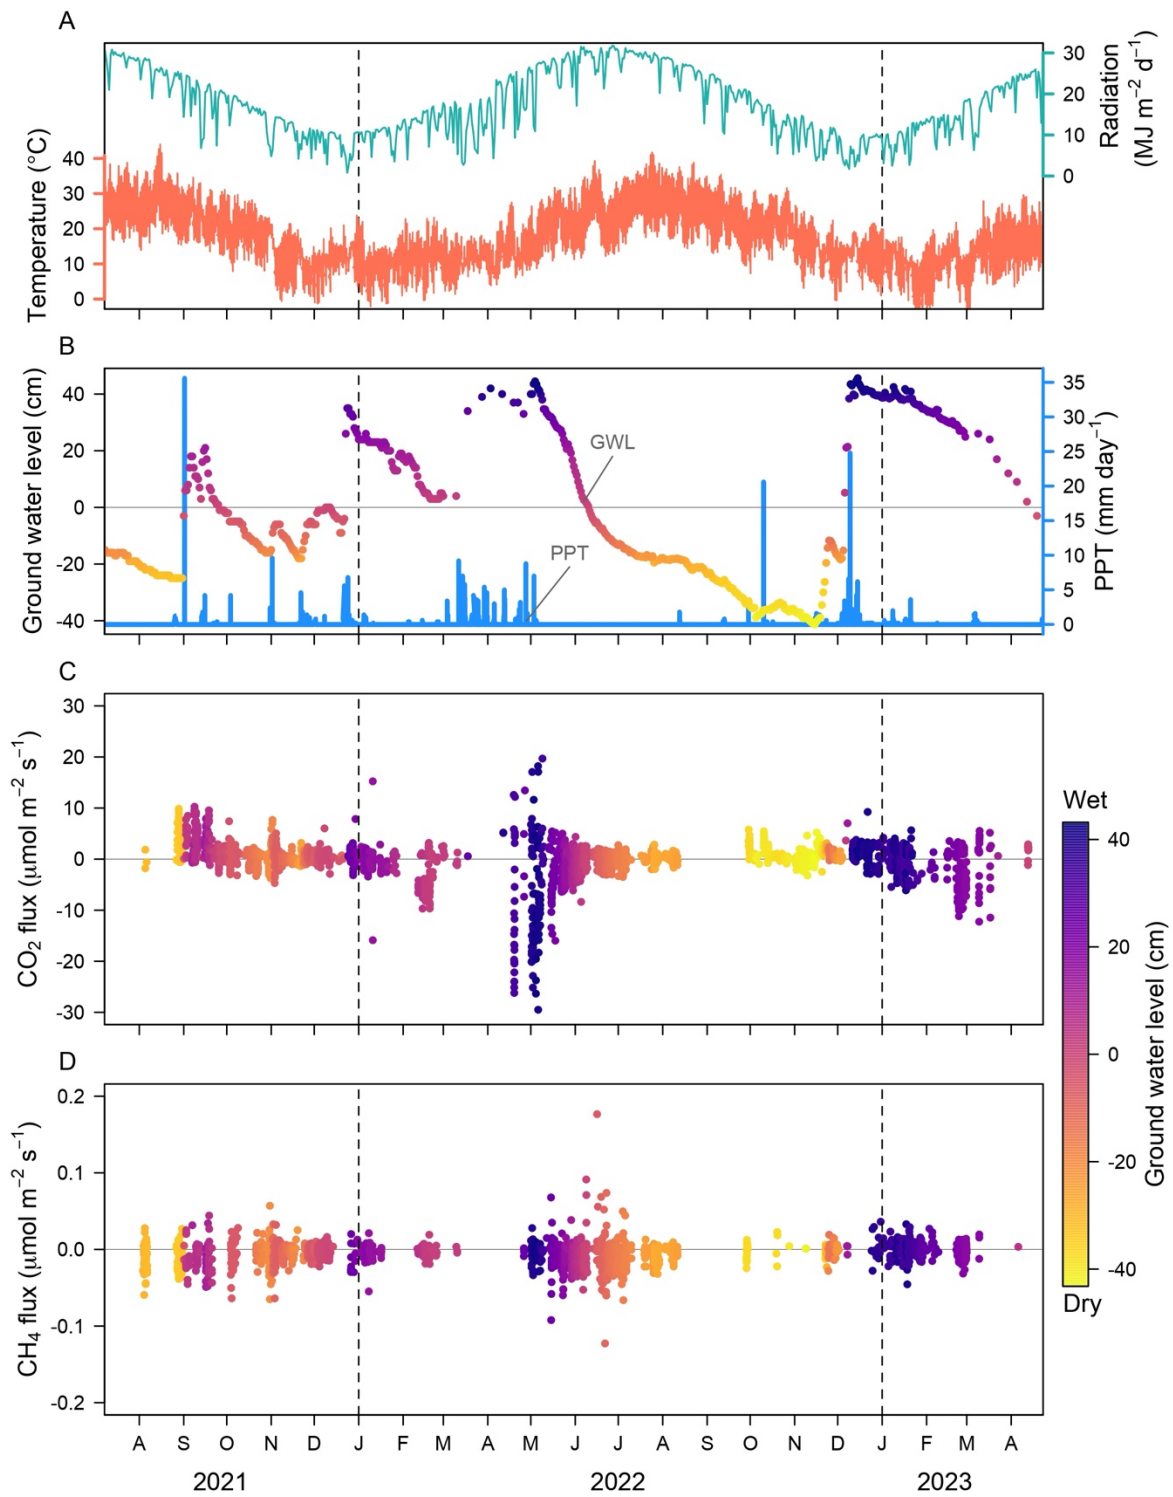 A
Temperature (°C)
40
30
20
10
0
30
20
10
0
Radiation
(MJ m−2 d−1)
B
Ground water level (cm)
40
20
0
-20
-40
GWL
PPT
35
30
25
20
15
10
5
0
PPT (mm day−1)
C
CO2 flux (µmol m−2 s−1)
30
20
10
0
-10
-20
-30
D
CH4 flux (µmol m−2 s−1)
0.2
0.1
0.0
-0.1
-0.2
A S O N D J F M A M J J A S O N D J F M A
2021 2022 2023
Wet
40
20
0
-20
-40
Dry
Ground water level (cm)